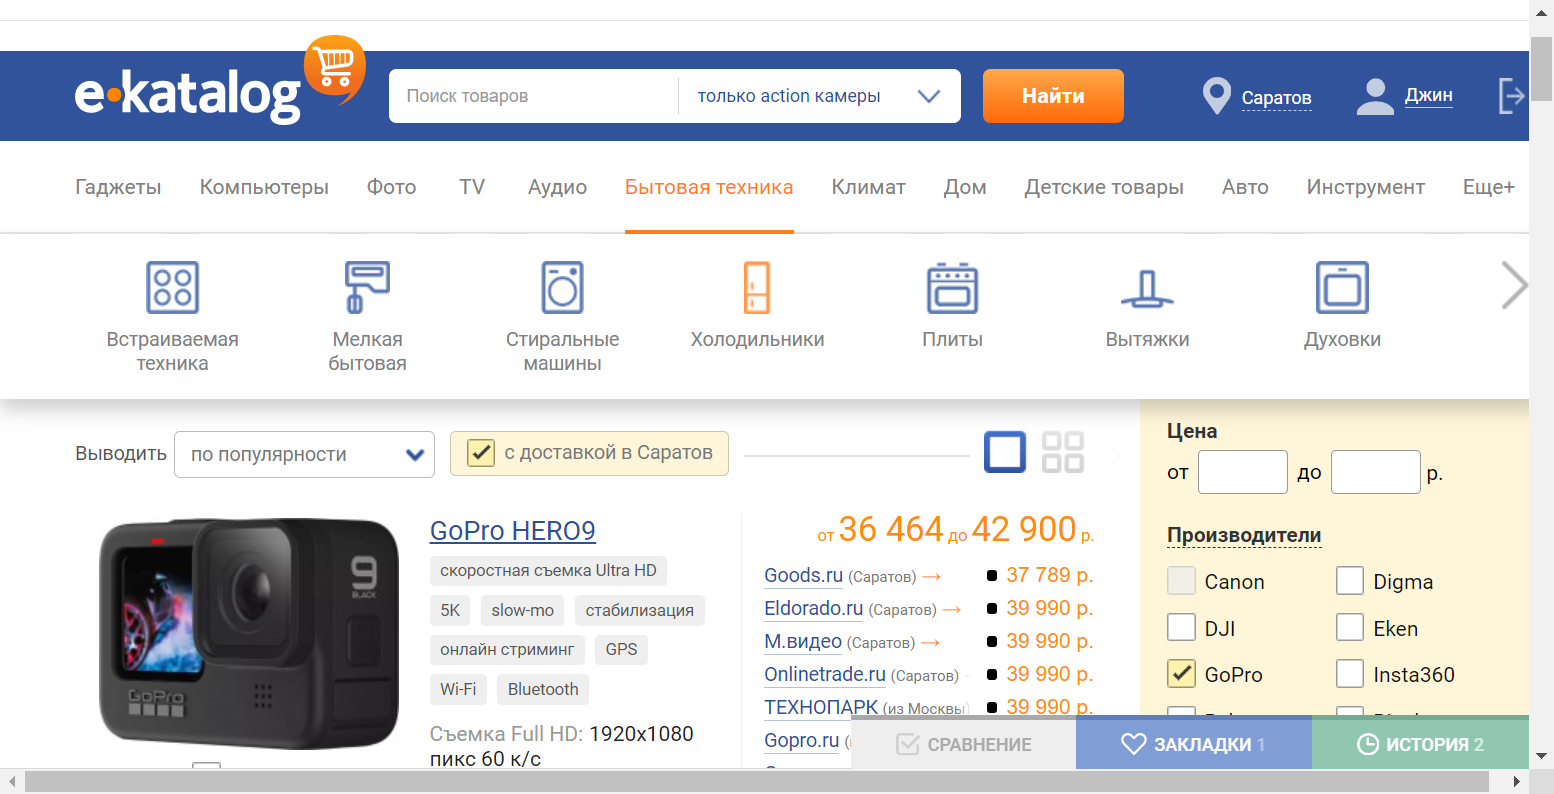 e·katalog
Поиск товаров
только action камеры
Найти
Саратов
Джин
Гаджеты Компьютеры Фото TV Аудио Бытовая техника Климат Дом Детские товары Авто Инструмент Еще+
Встраиваемая
техника
Мелкая
бытовая
Стиральные
машины
Холодильники
Плиты
Вытяжки
Духовки
Выводить
по популярности
с доставкой в Саратов
GoPro HERO9
скоростная съемка Ultra HD
5K slow-mo стабилизация
онлайн стриминг GPS
Wi-Fi Bluetooth
Съемка Full HD: 1920x1080
пикс 60 к/с
9
BLACK
GoPro
от 36 464 до 42 900 р.
Goods.ru (Саратов) → 37 789 р.
Eldorado.ru (Саратов) → 39 990 р.
М.видео (Саратов) → 39 990 р.
Onlinetrade.ru (Саратов) 39 990 р.
ТЕХНОПАРК (из Москвы) 39 990 р.
Gopro.ru
Цена
от до р.
Производители
Canon Digma
DJI Eken
GoPro Insta360
СРАВНЕНИЕ
ЗАКЛАДКИ 1
ИСТОРИЯ 2